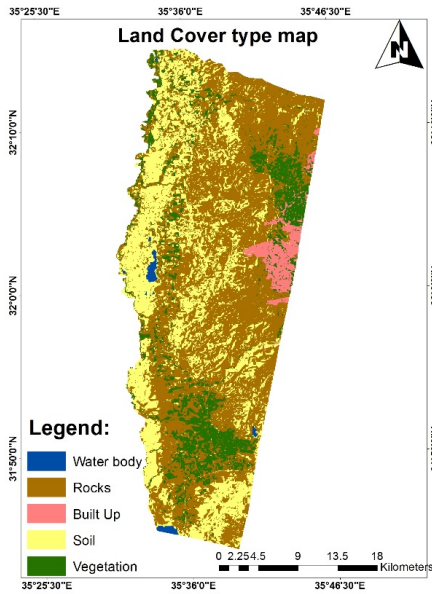 35°25'30"E 35°36'0"E 35°46'30"E
Land Cover type map
N
32°10'0"N
32°0'0"N
31°50'0"N
Legend:
Water body
Rocks
Built Up
Soil
Vegetation
0 2.25 4.5 9 13.5 18
Kilometers
35°25'30"E 35°36'0"E 35°46'30"E